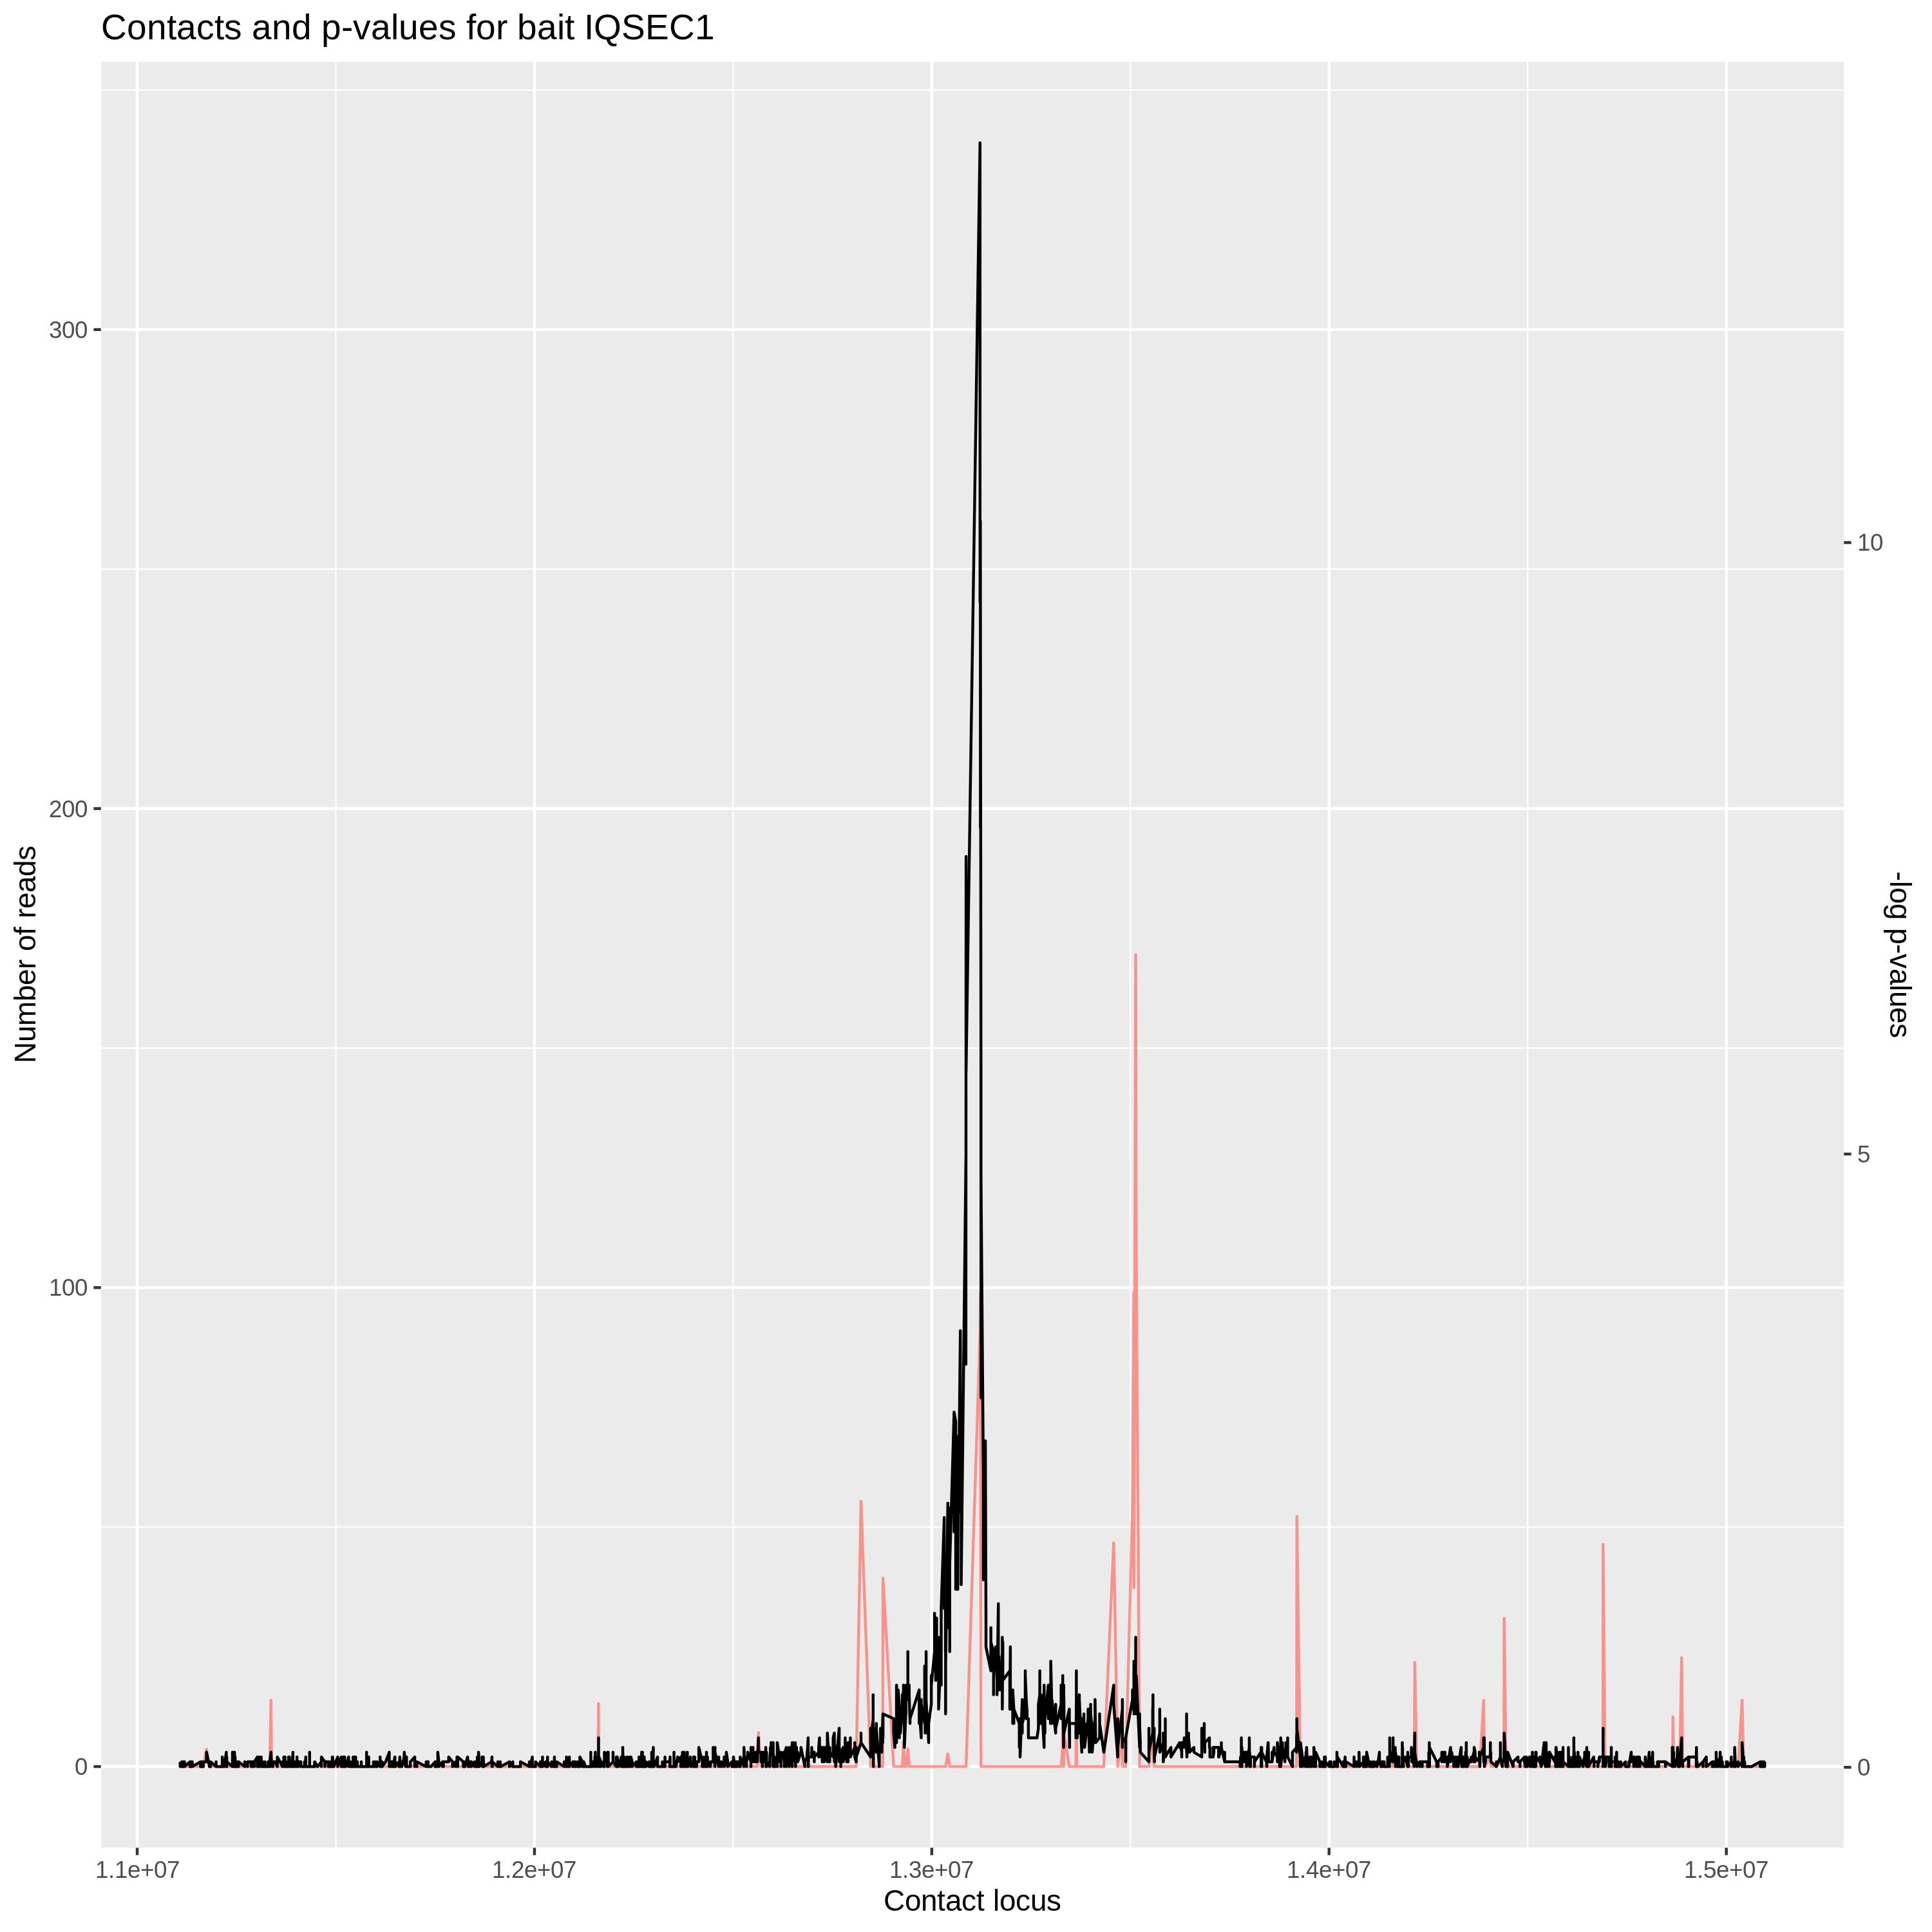 Contacts and p-values for bait IQSEC1
Number of reads
300
200
100
0
10
5
0
-log p-values
1.1e+07 1.2e+07 1.3e+07 1.4e+07 1.5e+07
Contact locus